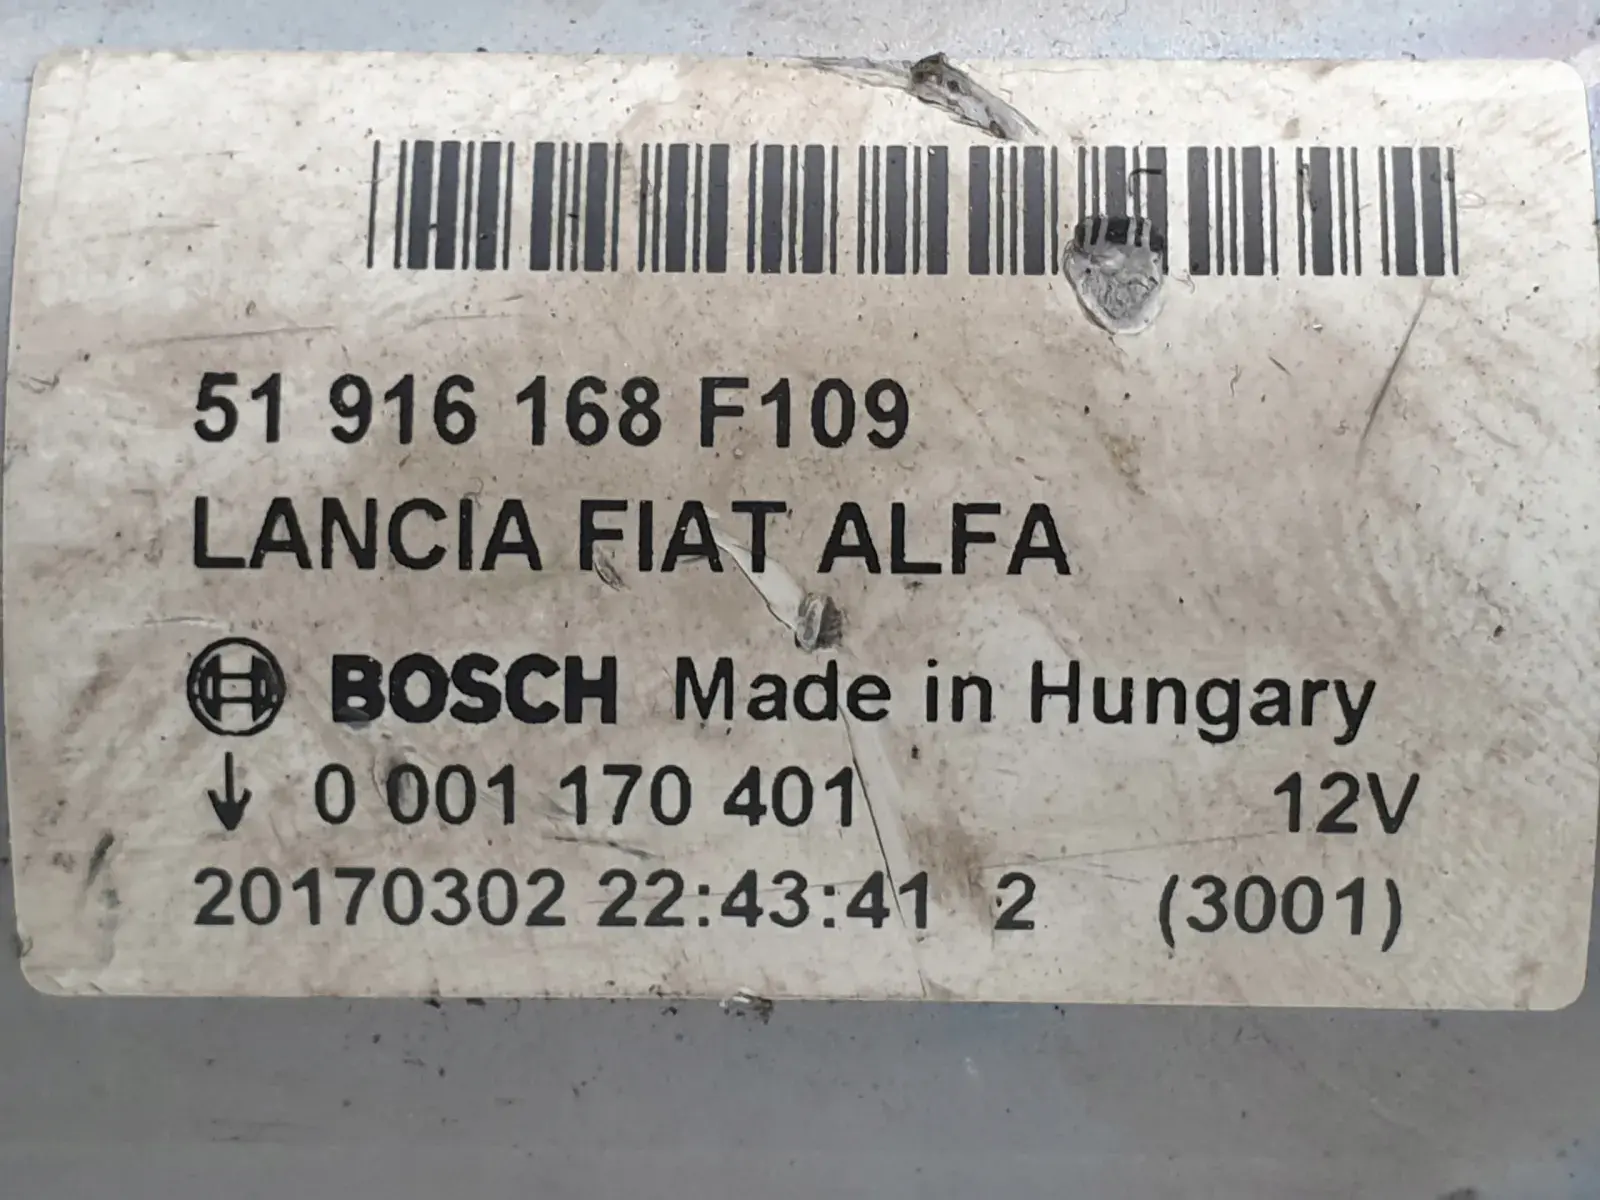 51 916 168 F109
LANCIA FIAT ALFA
BOSCH Made in Hungary
↓ 0 001 170 401 12V
20170302 22:43:41 2 (3001)